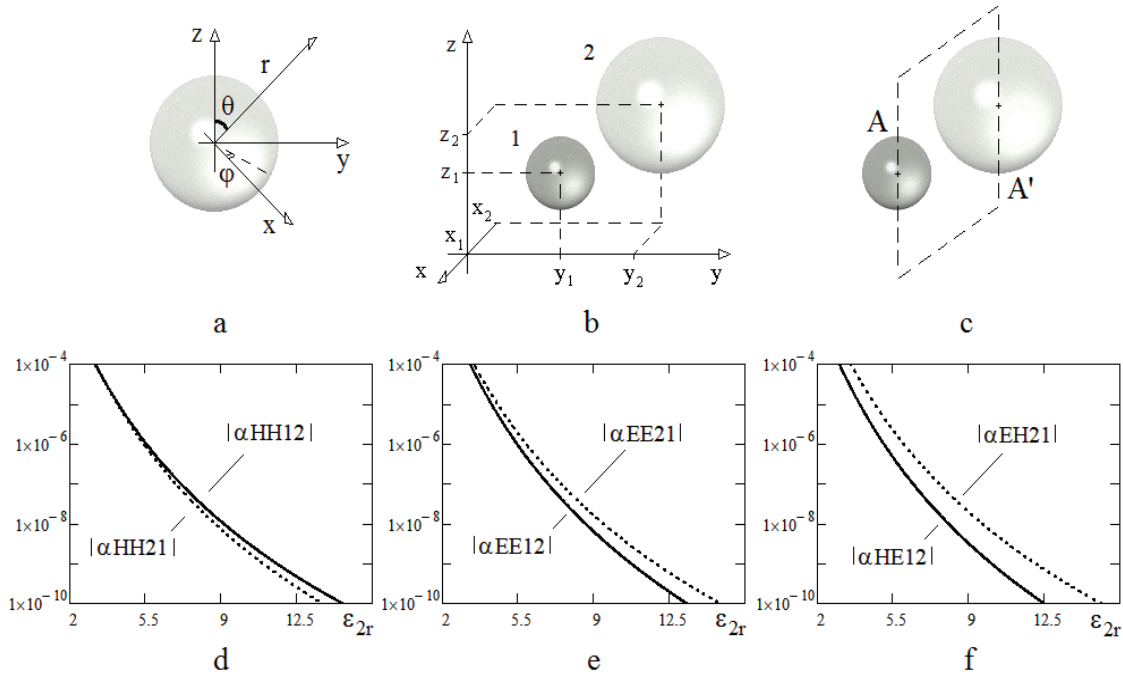 z
r
θ
y
φ
x
a
z
2
z₂
1
z₁
x₂
x₁
x
y₁
y₂
y
b
A
A'
c
1×10⁻⁴
1×10⁻⁶
1×10⁻⁸
1×10⁻¹⁰
|αHH12|
|αHH21|
2 5.5 9 12.5 ε₂ᵣ
d
1×10⁻⁴
1×10⁻⁶
1×10⁻⁸
1×10⁻¹⁰
|αEE21|
|αEE12|
2 5.5 9 12.5 ε₂ᵣ
e
1×10⁻⁴
1×10⁻⁶
1×10⁻⁸
1×10⁻¹⁰
|αEH21|
|αHE12|
2 5.5 9 12.5 ε₂ᵣ
f